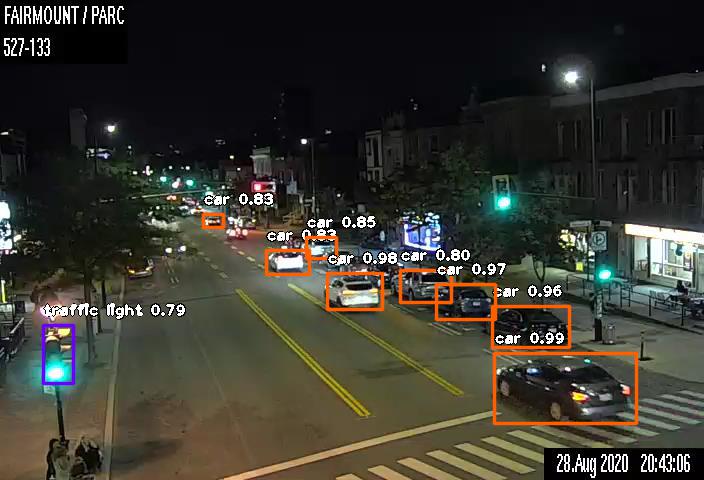 FAIRMOUNT / PARC
527-133
car 0.83
car 0.85
car 0.83
car 0.98
car 0.80
car 0.97
car 0.96
traffic light 0.79
car 0.99
28.Aug 2020 20:43:06